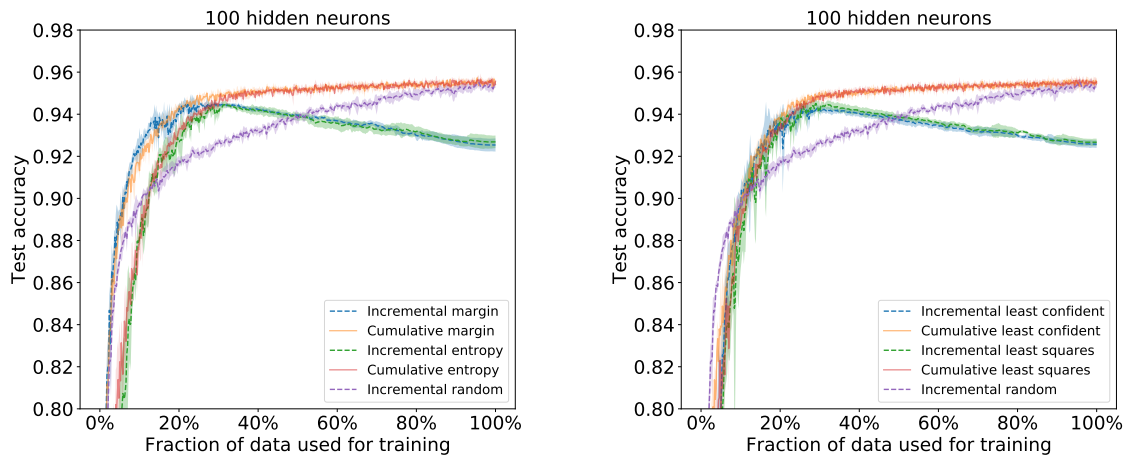 100 hidden neurons
0.98
0.96
0.94
0.92
0.90
0.88
0.86
0.84
0.82
0.80
Test accuracy
Incremental margin
Cumulative margin
Incremental entropy
Cumulative entropy
Incremental random
0% 20% 40% 60% 80% 100%
Fraction of data used for training
100 hidden neurons
0.98
0.96
0.94
0.92
0.90
0.88
0.86
0.84
0.82
0.80
Test accuracy
Incremental least confident
Cumulative least confident
Incremental least squares
Cumulative least squares
Incremental random
0% 20% 40% 60% 80% 100%
Fraction of data used for training